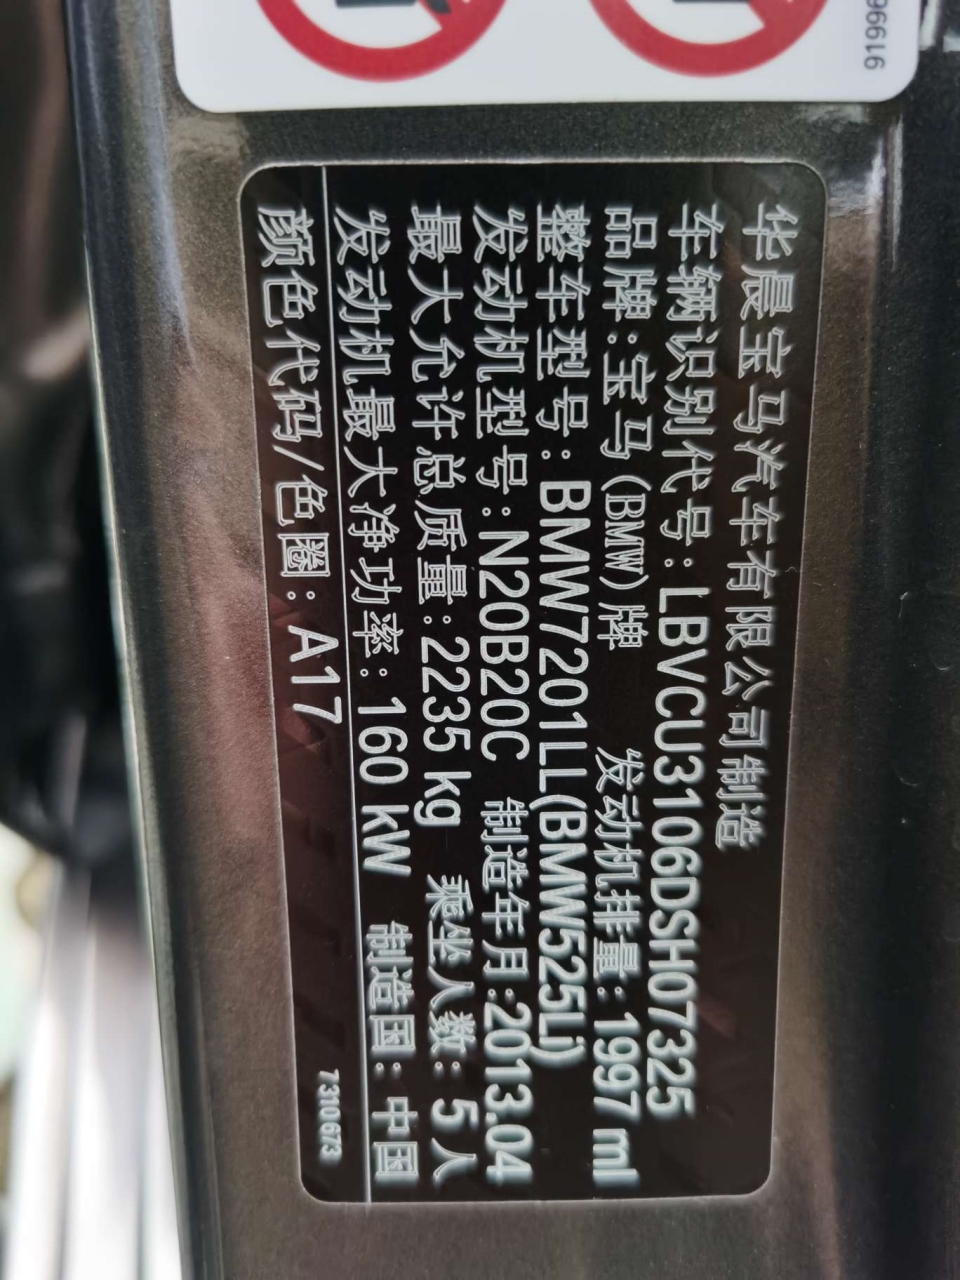 91996
华晨宝马汽车有限公司制造
车辆识别代号:LBVCU3106DSH07325
品牌:宝马(BMW)牌 发动机排量:1997 ml
整车型号:BMW7201LL(BMW525Li)
发动机型号:N20B20C 制造年月:2013.04
最大允许总质量:2235 kg 乘坐人数:5人
发动机最大净功率:160 kW 制造国:中国
颜色代码/色圈:A17
7310.673